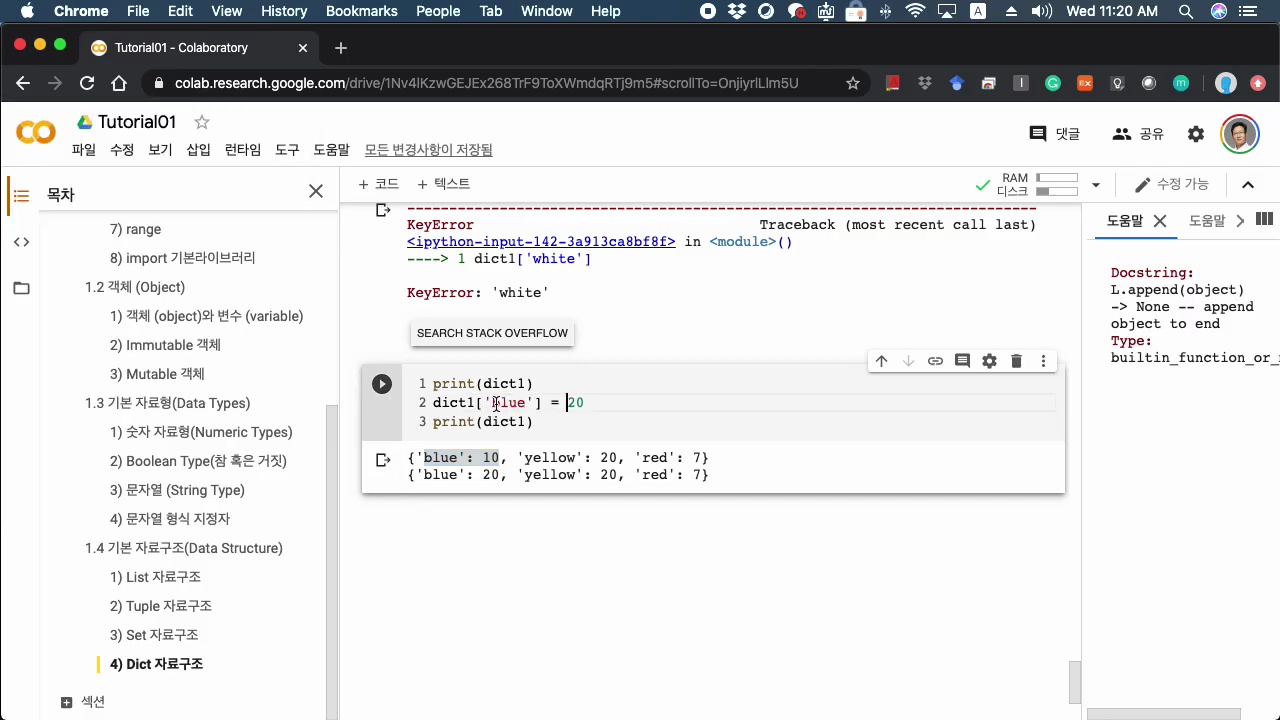 Chrome File Edit View History Bookmarks People Tab Window Help A Wed 11:20 AM
Tutorial01 - Colaboratory
colab.research.google.com/drive/1Nv4lKzwGEJEx268TrF9ToXWmdqRTj9m5#scrollTo=OnjiyrlLlm5U
Tutorial01
댓글 공유
파일 수정 보기 삽입 런타임 도구 도움말 모든 변경사항이 저장됨
목차
+ 코드 + 텍스트
RAM
디스크
수정 가능
7) range
8) import 기본라이브러리
1.2 객체 (Object)
1) 객체 (object)와 변수 (variable)
2) Immutable 객체
3) Mutable 객체
1.3 기본 자료형(Data Types)
1) 숫자 자료형(Numeric Types)
2) Boolean Type(참 혹은 거짓)
3) 문자열 (String Type)
4) 문자열 형식 지정자
1.4 기본 자료구조(Data Structure)
1) List 자료구조
2) Tuple 자료구조
3) Set 자료구조
4) Dict 자료구조
섹션
---------------------------------------------------------------------------
KeyError Traceback (most recent call last)
<ipython-input-142-3a913ca8bf8f> in <module>()
----> 1 dict1['white']
KeyError: 'white'
SEARCH STACK OVERFLOW
1 print(dict1)
2 dict1['blue'] = 20
3 print(dict1)
{'blue': 10, 'yellow': 20, 'red': 7}
{'blue': 20, 'yellow': 20, 'red': 7}
도움말 도움말
Docstring:
L.append(object)
-> None -- append
object to end
Type:
builtin_function_or_